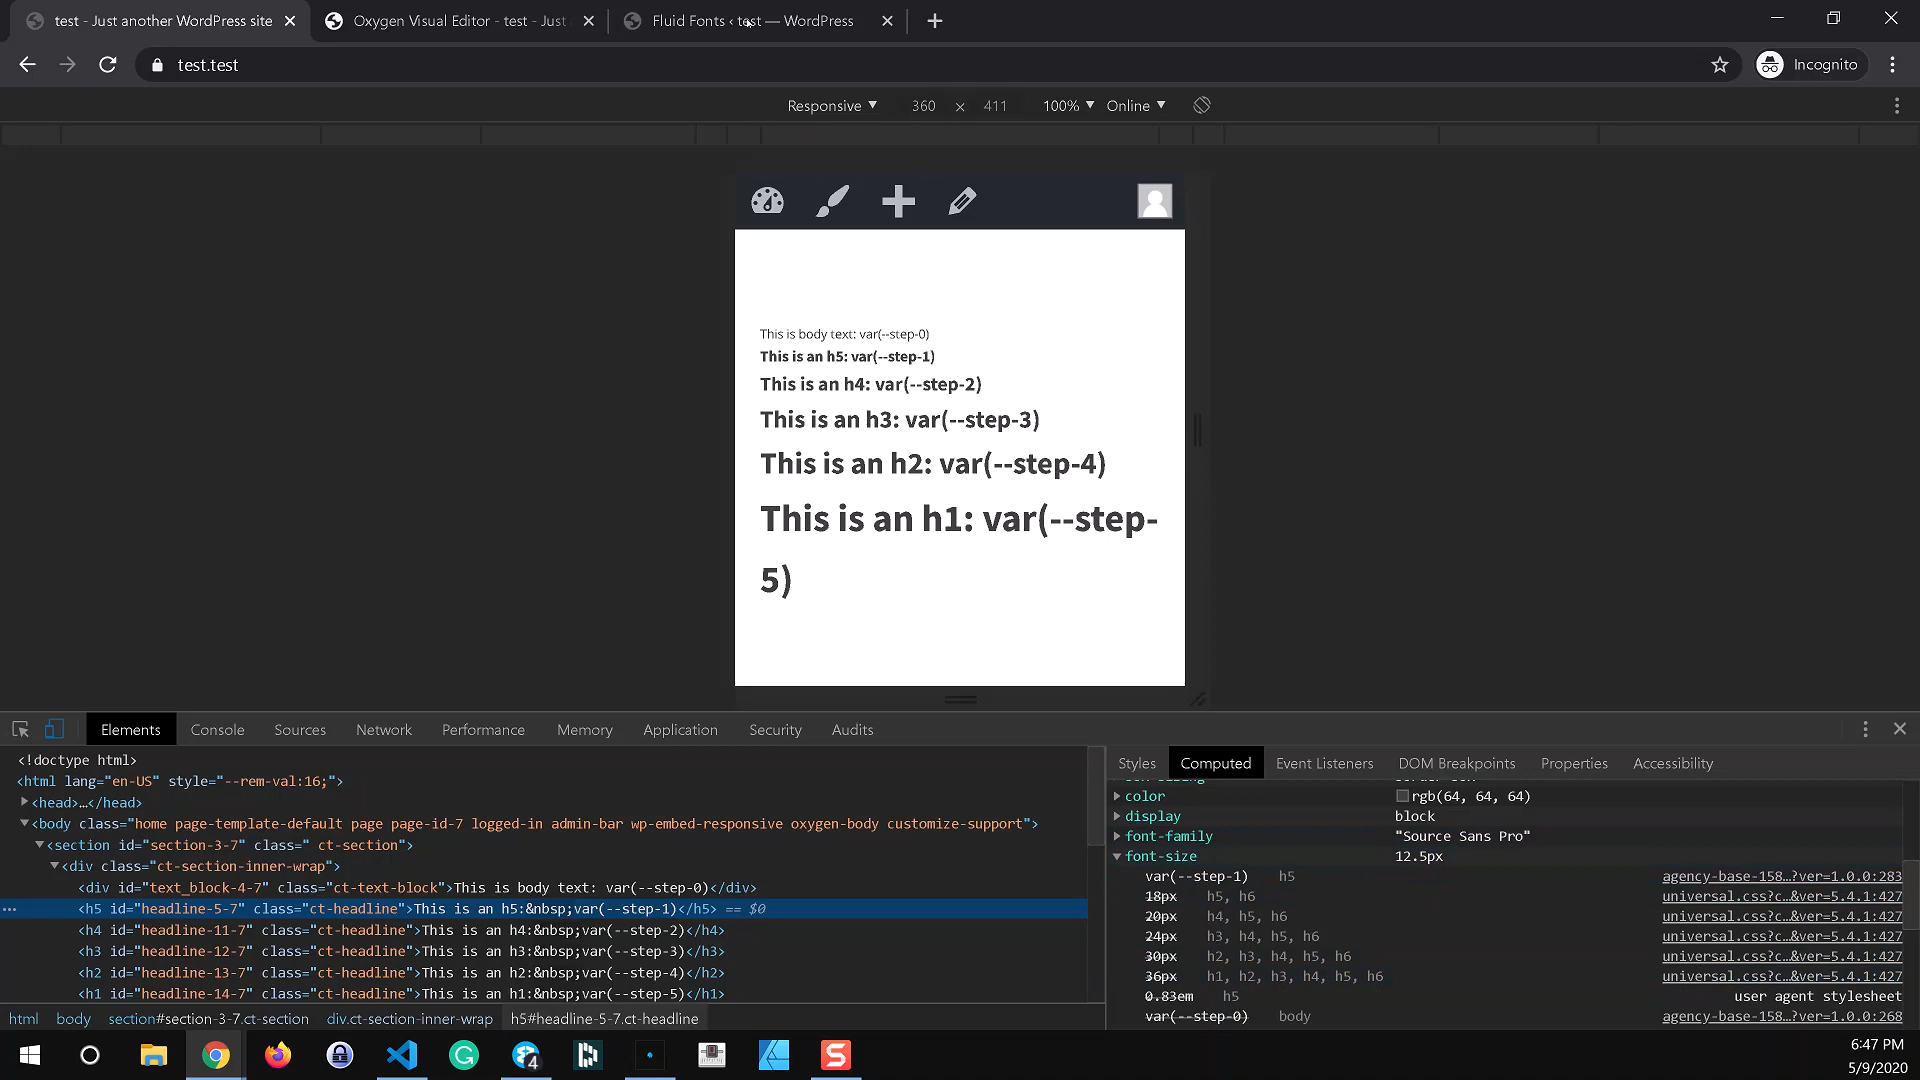 test - Just another WordPress site
Oxygen Visual Editor - test - Just
Fluid Fonts ‹ test — WordPress
test.test
Incognito
Responsive ▼ 360 × 411 100% ▼ Online ▼
This is body text: var(--step-0)
This is an h5: var(--step-1)
This is an h4: var(--step-2)
This is an h3: var(--step-3)
This is an h2: var(--step-4)
This is an h1: var(--step-
5)
Elements Console Sources Network Performance Memory Application Security Audits
<!doctype html>
<html lang="en-US" style="--rem-val:16;">
<head>…</head>
<body class="home page-template-default page page-id-7 logged-in admin-bar wp-embed-responsive oxygen-body customize-support">
<section id="section-3-7" class=" ct-section">
<div class="ct-section-inner-wrap">
<div id="text_block-4-7" class="ct-text-block">This is body text: var(--step-0)</div>
<h5 id="headline-5-7" class="ct-headline">This is an h5:&nbsp;var(--step-1)</h5> == $0
<h4 id="headline-11-7" class="ct-headline">This is an h4:&nbsp;var(--step-2)</h4>
<h3 id="headline-12-7" class="ct-headline">This is an h3:&nbsp;var(--step-3)</h3>
<h2 id="headline-13-7" class="ct-headline">This is an h2:&nbsp;var(--step-4)</h2>
<h1 id="headline-14-7" class="ct-headline">This is an h1:&nbsp;var(--step-5)</h1>
html body section#section-3-7.ct-section div.ct-section-inner-wrap h5#headline-5-7.ct-headline
Styles Computed Event Listeners DOM Breakpoints Properties Accessibility
color rgb(64, 64, 64)
display block
font-family "Source Sans Pro"
font-size 12.5px
var(--step-1) h5 agency-base-158…?ver=1.0.0:283
18px h5, h6 universal.css?c…&ver=5.4.1:427
20px h4, h5, h6 universal.css?c…&ver=5.4.1:427
24px h3, h4, h5, h6 universal.css?c…&ver=5.4.1:427
30px h2, h3, h4, h5, h6 universal.css?c…&ver=5.4.1:427
36px h1, h2, h3, h4, h5, h6 universal.css?c…&ver=5.4.1:427
0.83em h5 user agent stylesheet
var(--step-0) body agency-base-158…?ver=1.0.0:268
4
6:47 PM
5/9/2020